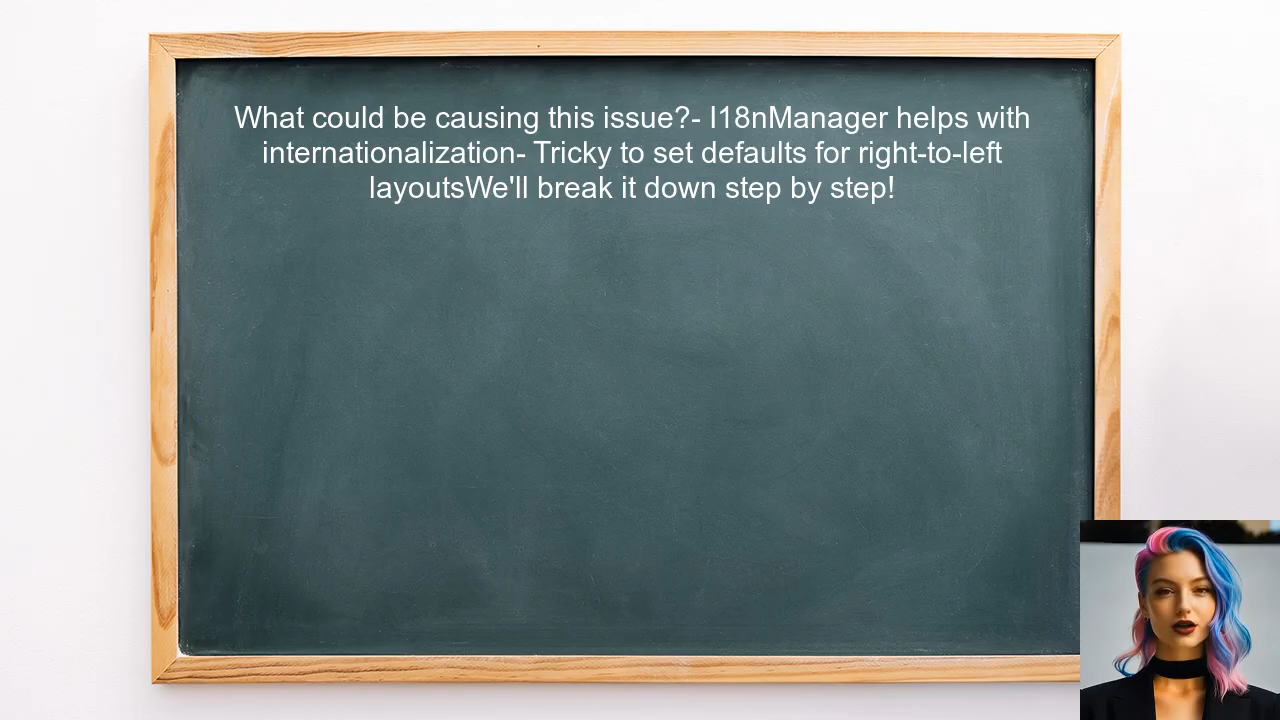 What could be causing this issue?- I18nManager helps with
internationalization- Tricky to set defaults for right-to-left
layoutsWe'll break it down step by step!